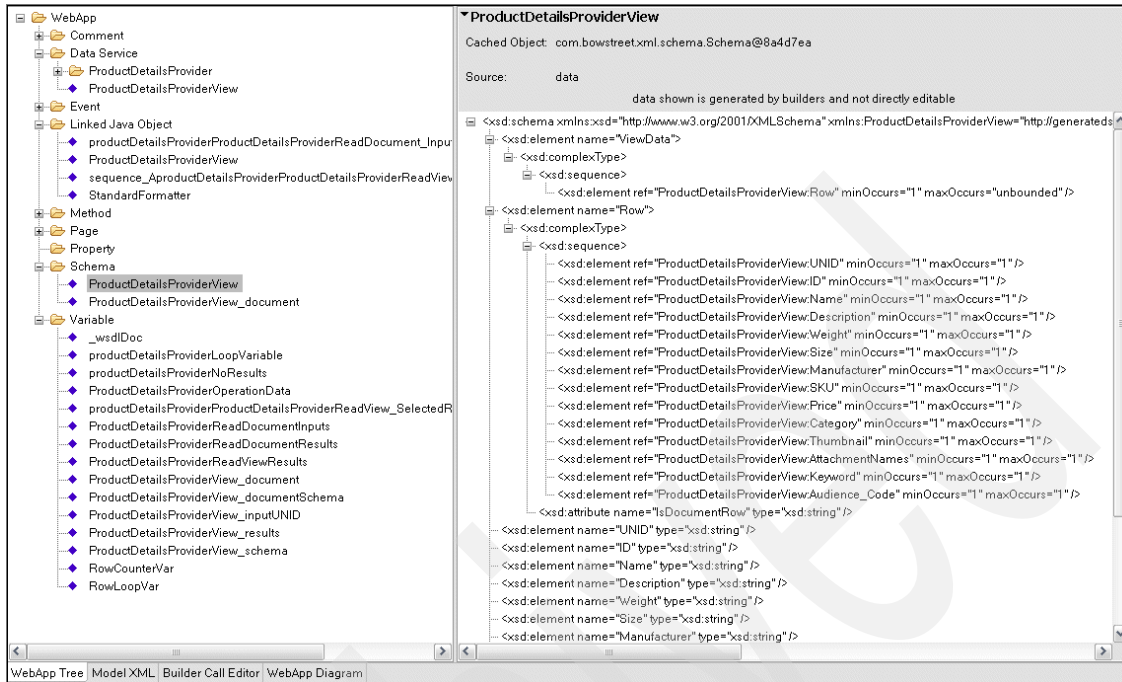 WebApp
Comment
Data Service
ProductDetailsProvider
ProductDetailsProviderView
Event
Linked Java Object
productDetailsProviderProductDetailsProviderReadDocument_Inpu
ProductDetailsProviderView
sequence_AproductDetailsProviderProductDetailsProviderReadView
StandardFormatter
Method
Page
Property
Schema
ProductDetailsProviderView
ProductDetailsProviderView_document
Variable
_wsdlDoc
productDetailsProviderLoopVariable
productDetailsProviderNoResults
ProductDetailsProviderOperationData
productDetailsProviderProductDetailsProviderReadView_SelectedR
ProductDetailsProviderReadDocumentInputs
ProductDetailsProviderReadDocumentResults
ProductDetailsProviderReadViewResults
ProductDetailsProviderView_document
ProductDetailsProviderView_documentSchema
ProductDetailsProviderView_inputUNID
ProductDetailsProviderView_results
ProductDetailsProviderView_schema
RowCounterVar
RowLoopVar
ProductDetailsProviderView
Cached Object: com.bowstreet.xml.schema.Schema@8a4d7ea
Source: data
data shown is generated by builders and not directly editable
<xsd:schema xmlns:xsd="http://www.w3.org/2001/XMLSchema" xmlns:ProductDetailsProviderView="http://generateds
<xsd:element name="ViewData">
<xsd:complexType>
<xsd:sequence>
<xsd:element ref="ProductDetailsProviderView:Row" minOccurs="1" maxOccurs="unbounded" />
<xsd:element name="Row">
<xsd:complexType>
<xsd:sequence>
<xsd:element ref="ProductDetailsProviderView:UNID" minOccurs="1" maxOccurs="1" />
<xsd:element ref="ProductDetailsProviderView:ID" minOccurs="1" maxOccurs="1" />
<xsd:element ref="ProductDetailsProviderView:Name" minOccurs="1" maxOccurs="1" />
<xsd:element ref="ProductDetailsProviderView:Description" minOccurs="1" maxOccurs="1" />
<xsd:element ref="ProductDetailsProviderView:Weight" minOccurs="1" maxOccurs="1" />
<xsd:element ref="ProductDetailsProviderView:Size" minOccurs="1" maxOccurs="1" />
<xsd:element ref="ProductDetailsProviderView:Manufacturer" minOccurs="1" maxOccurs="1" />
<xsd:element ref="ProductDetailsProviderView:SKU" minOccurs="1" maxOccurs="1" />
<xsd:element ref="ProductDetailsProviderView:Price" minOccurs="1" maxOccurs="1" />
<xsd:element ref="ProductDetailsProviderView:Category" minOccurs="1" maxOccurs="1" />
<xsd:element ref="ProductDetailsProviderView:Thumbnail" minOccurs="1" maxOccurs="1" />
<xsd:element ref="ProductDetailsProviderView:AttachmentNames" minOccurs="1" maxOccurs="1" />
<xsd:element ref="ProductDetailsProviderView:Keyword" minOccurs="1" maxOccurs="1" />
<xsd:element ref="ProductDetailsProviderView:Audience_Code" minOccurs="1" maxOccurs="1" />
<xsd:attribute name="IsDocumentRow" type="xsd:string" />
<xsd:element name="UNID" type="xsd:string" />
<xsd:element name="ID" type="xsd:string" />
<xsd:element name="Name" type="xsd:string" />
<xsd:element name="Description" type="xsd:string" />
<xsd:element name="Weight" type="xsd:string" />
<xsd:element name="Size" type="xsd:string" />
<xsd:element name="Manufacturer" type="xsd:string" />
WebApp Tree Model XML Builder Call Editor WebApp Diagram